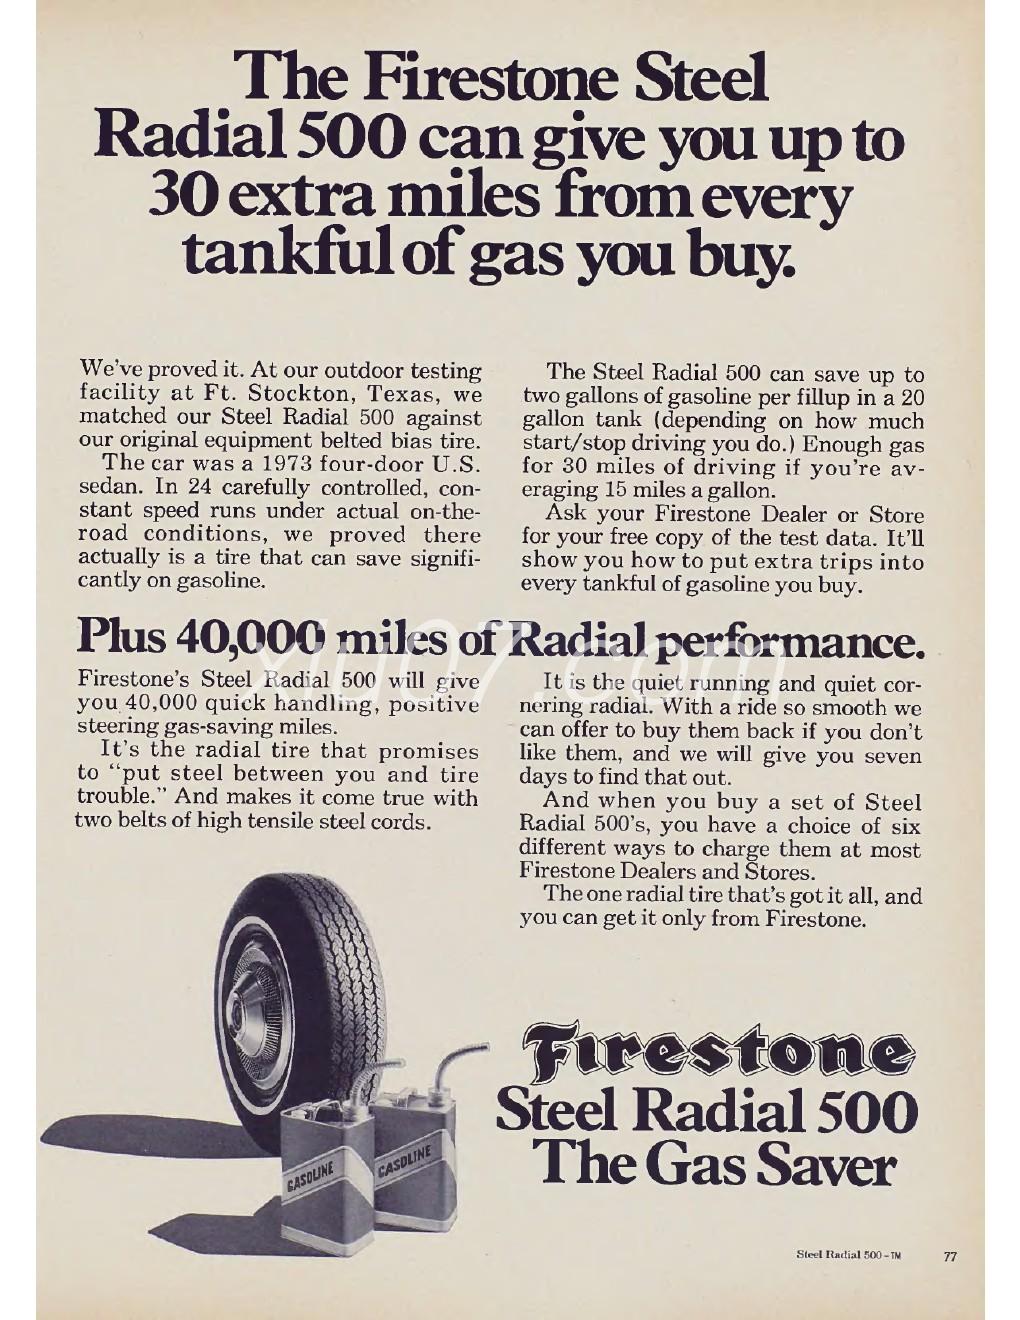 The Firestone Steel
Radial 500 can give you up to
30 extra miles from every
tankful of gas you buy.
We've proved it. At our outdoor testing
facility at Ft. Stockton, Texas, we
matched our Steel Radial 500 against
our original equipment belted bias tire.
The car was a 1973 four-door U.S.
sedan. In 24 carefully controlled, con-
stant speed runs under actual on-the-
road conditions, we proved there
actually is a tire that can save signifi-
cantly on gasoline.
The Steel Radial 500 can save up to
two gallons of gasoline per fillup in a 20
gallon tank (depending on how much
start/stop driving you do.) Enough gas
for 30 miles of driving if you're av-
eraging 15 miles a gallon.
Ask your Firestone Dealer or Store
for your free copy of the test data. It'll
show you how to put extra trips into
every tankful of gasoline you buy.
Plus 40,000 miles of Radial performance.
xiu07.com
Firestone's Steel Radial 500 will give
you 40,000 quick handling, positive
steering gas-saving miles.
It's the radial tire that promises
to "put steel between you and tire
trouble." And makes it come true with
two belts of high tensile steel cords.
It is the quiet running and quiet cor-
nering radial. With a ride so smooth we
can offer to buy them back if you don't
like them, and we will give you seven
days to find that out.
And when you buy a set of Steel
Radial 500's, you have a choice of six
different ways to charge them at most
Firestone Dealers and Stores.
The one radial tire that's got it all, and
you can get it only from Firestone.
GASOLINE
GASOLINE
Firestone
Steel Radial 500
The Gas Saver
Steel Radial 500-TM
77